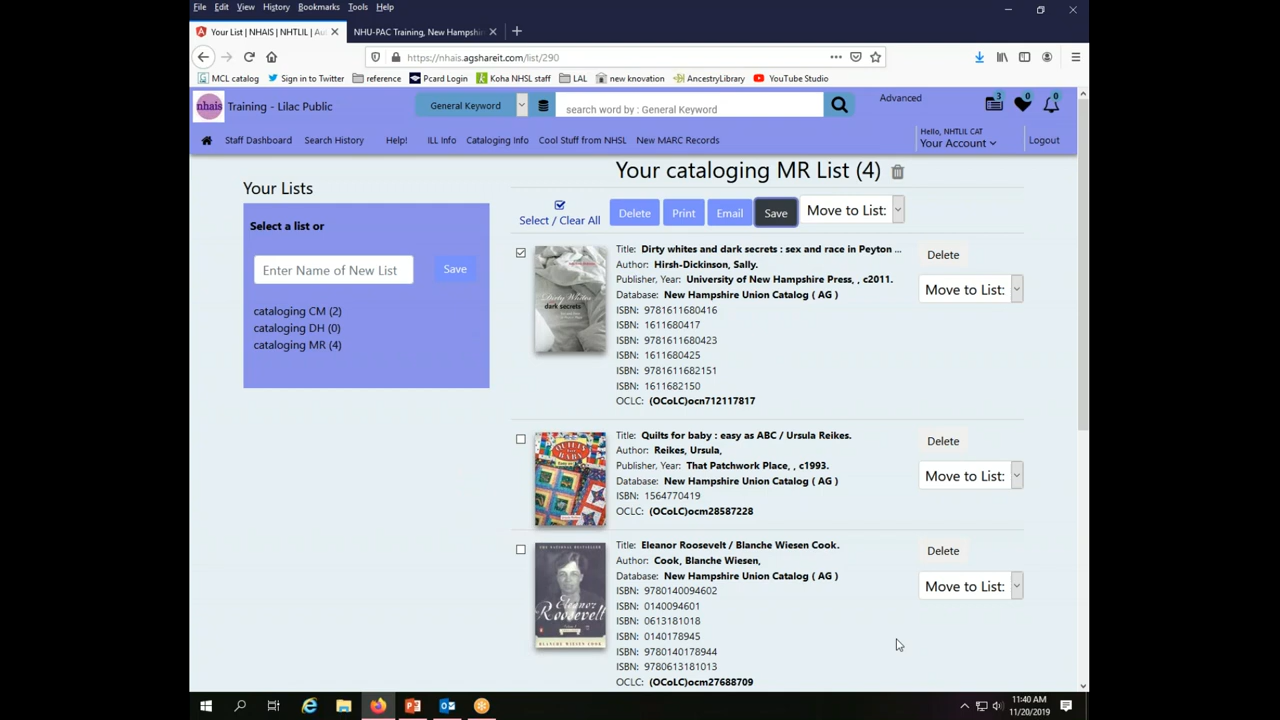 File Edit View History Bookmarks Tools Help
Your List | NHAIS | NHTLIL | Au
NHU-PAC Training, New Hampshir
https://nhais.agshareit.com/list/290
MCL catalog Sign in to Twitter reference Pcard Login Koha NHSL staff LAL new knovation AncestryLibrary YouTube Studio
nhais Training - Lilac Public
General Keyword
search word by : General Keyword
Advanced
3 0 0
Staff Dashboard Search History Help! ILL Info Cataloging Info Cool Stuff from NHSL New MARC Records
Hello, NHTLIL CAT
Your Account
Logout
Your Lists
Select a list or
Enter Name of New List
Save
cataloging CM (2)
cataloging DH (0)
cataloging MR (4)
Your cataloging MR List (4)
Select / Clear All
Delete Print Email Save Move to List:
Title: Dirty whites and dark secrets : sex and race in Peyton ...
Author: Hirsh-Dickinson, Sally.
Publisher, Year: University of New Hampshire Press, , c2011.
Database: New Hampshire Union Catalog ( AG )
ISBN: 9781611680416
ISBN: 1611680417
ISBN: 9781611680423
ISBN: 1611680425
ISBN: 9781611682151
ISBN: 1611682150
OCLC: (OCoLC)ocn712117817
Delete
Move to List:
Title: Quilts for baby : easy as ABC / Ursula Reikes.
Author: Reikes, Ursula,
Publisher, Year: That Patchwork Place, , c1993.
Database: New Hampshire Union Catalog ( AG )
ISBN: 1564770419
OCLC: (OCoLC)ocm28587228
Delete
Move to List:
Title: Eleanor Roosevelt / Blanche Wiesen Cook.
Author: Cook, Blanche Wiesen,
Database: New Hampshire Union Catalog ( AG )
ISBN: 9780140094602
ISBN: 0140094601
ISBN: 0613181018
ISBN: 0140178945
ISBN: 9780140178944
ISBN: 9780613181013
OCLC: (OCoLC)ocm27688709
Delete
Move to List:
Dirty Whites
dark secrets
Eleanor
Roosevelt
BLANCHE WIESEN COOK
11:40 AM
11/20/2019